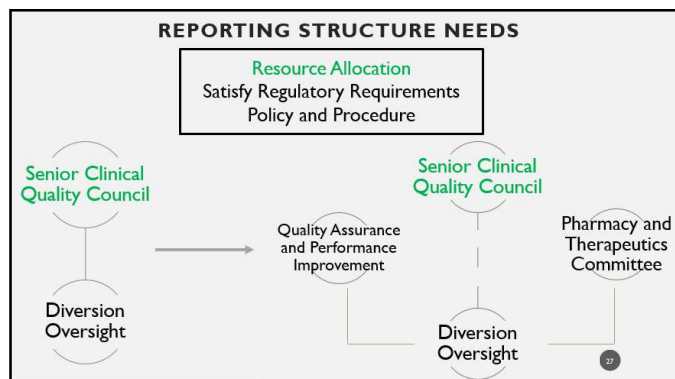 REPORTING STRUCTURE NEEDS
Resource Allocation
Satisfy Regulatory Requirements
Policy and Procedure
Senior Clinical
Quality Council
Diversion
Oversight
Senior Clinical
Quality Council
Quality Assurance
and Performance
Improvement
Pharmacy and
Therapeutics
Committee
Diversion
Oversight
27